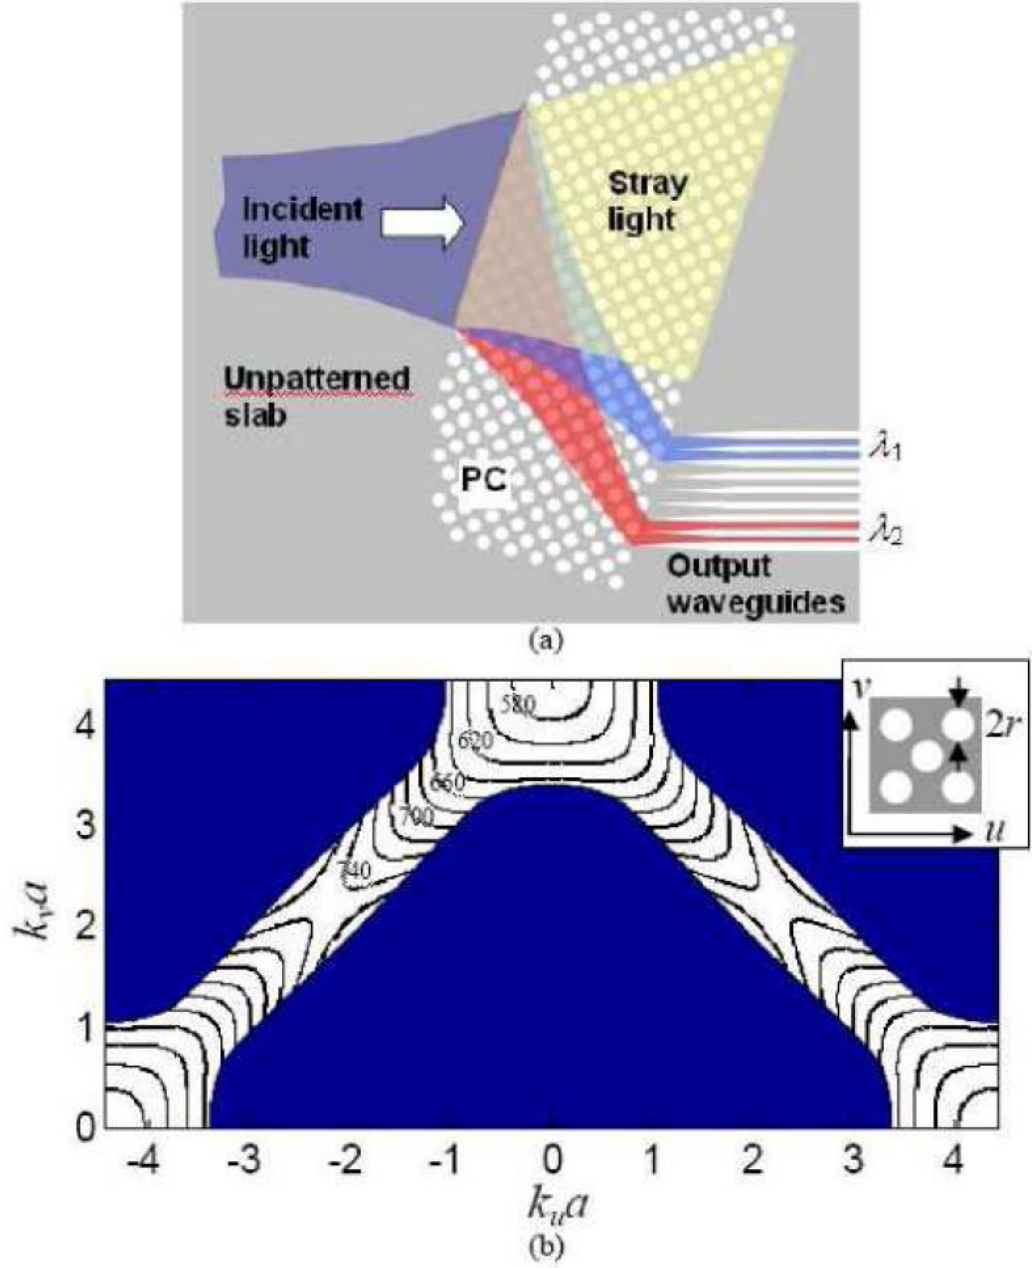 Incident
light
Stray
light
Unpatterned
slab
PC
λ1
λ2
Output
waveguides
(a)
v
2r
u
580
620
660
700
740
4
3
2
1
0
kva
-4 -3 -2 -1 0 1 2 3 4
kua
(b)